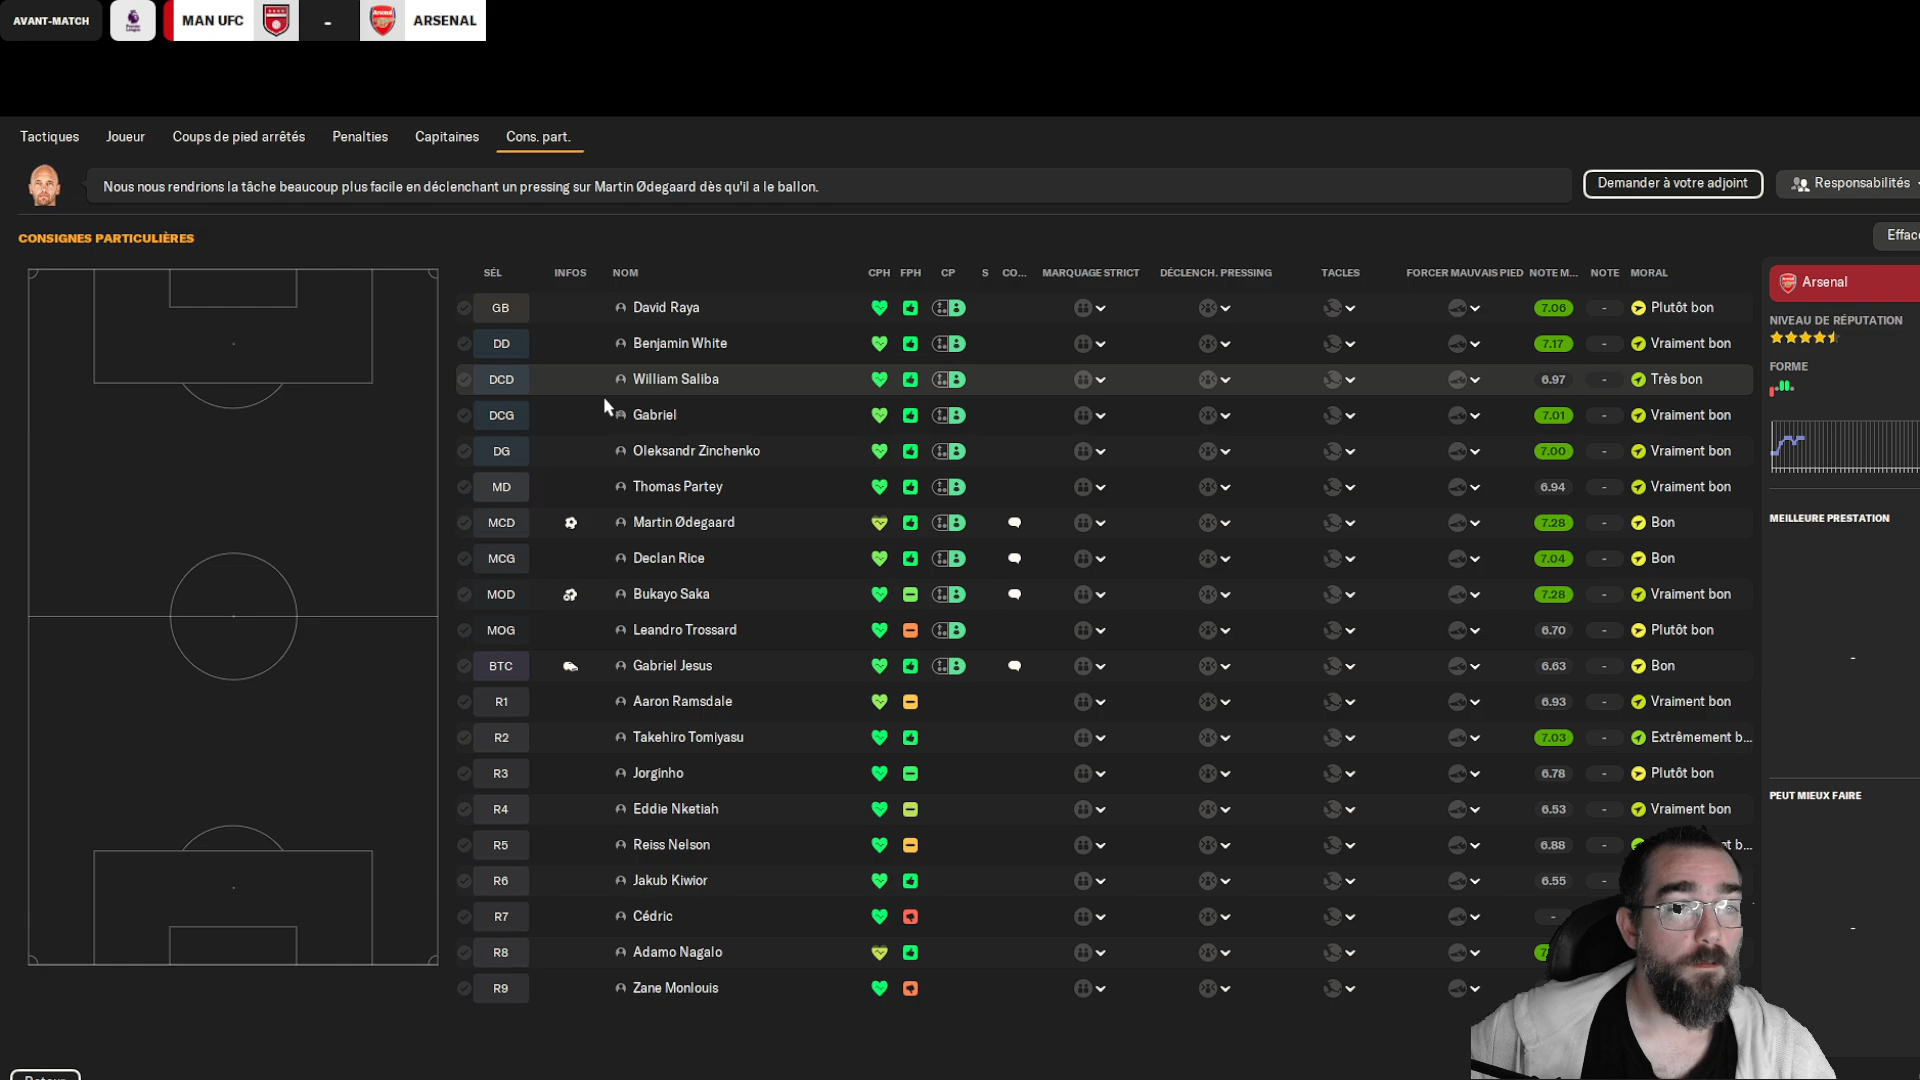 AVANT-MATCH MAN UFC - Arsenal ARSENAL
Tactiques Joueur Coups de pied arrêtés Penalties Capitaines Cons. part.
Nous nous rendrions la tâche beaucoup plus facile en déclenchant un pressing sur Martin Ødegaard dès qu'il a le ballon. Demander à votre adjoint Responsabilités
CONSIGNES PARTICULIÈRES Efface
SÉL INFOS NOM CPH FPH CP S CO... MARQUAGE STRICT DÉCLENCH. PRESSING TACLES FORCER MAUVAIS PIED NOTE M... NOTE MORAL
GB David Raya 7.06 - Plutôt bon
DD Benjamin White 7.17 - Vraiment bon
DCD William Saliba 6.97 - Très bon
DCG Gabriel 7.01 - Vraiment bon
DG Oleksandr Zinchenko 7.00 - Vraiment bon
MD Thomas Partey 6.94 - Vraiment bon
MCD Martin Ødegaard 7.28 - Bon
MCG Declan Rice 7.04 - Bon
MOD Bukayo Saka 7.28 - Vraiment bon
MOG Leandro Trossard 6.70 - Plutôt bon
BTC Gabriel Jesus 6.63 - Bon
R1 Aaron Ramsdale 6.93 - Vraiment bon
R2 Takehiro Tomiyasu 7.03 - Extrêmement b...
R3 Jorginho 6.78 - Plutôt bon
R4 Eddie Nketiah 6.53 - Vraiment bon
R5 Reiss Nelson 6.88 - t b...
R6 Jakub Kiwior 6.55 -
R7 Cédric -
R8 Adamo Nagalo 7
R9 Zane Monlouis
Arsenal
NIVEAU DE RÉPUTATION
FORME
MEILLEURE PRESTATION
-
PEUT MIEUX FAIRE
-
Retour